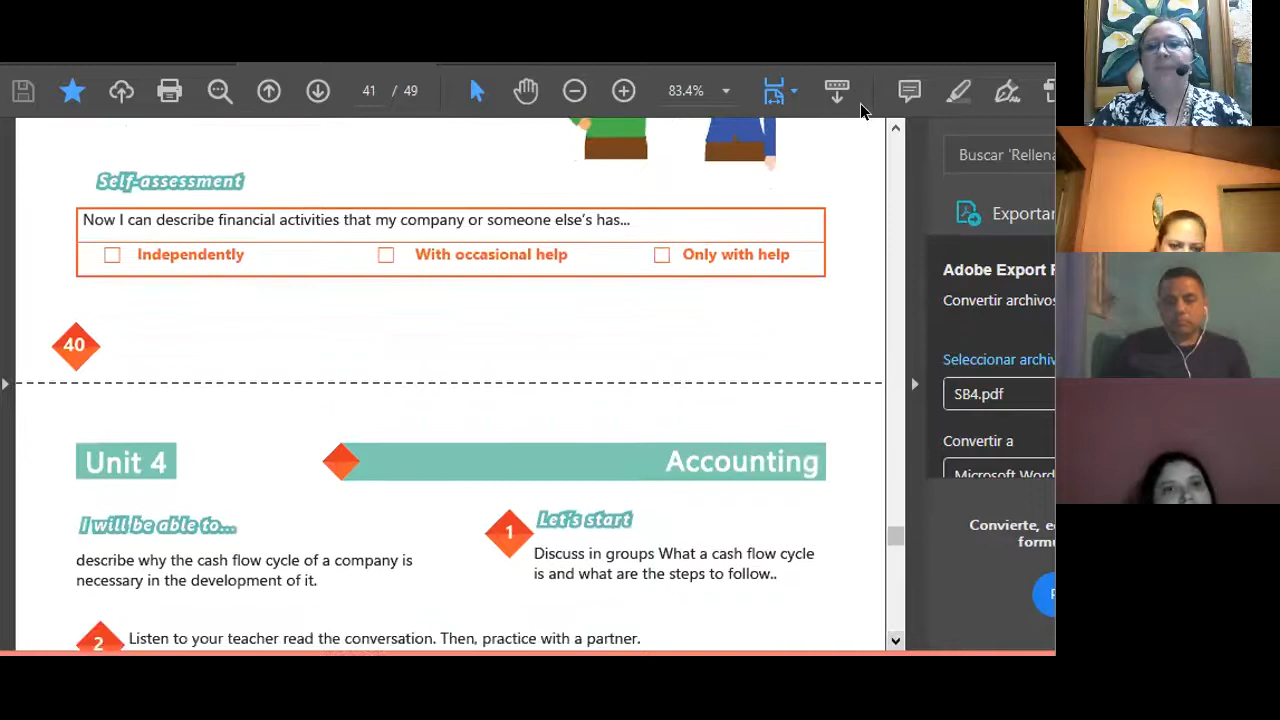 41 / 49
83.4%
Self-assessment
Now I can describe financial activities that my company or someone else's has...
Independently
With occasional help
Only with help
40
Unit 4
Accounting
I will be able to...
describe why the cash flow cycle of a company is
necessary in the development of it.
1
Let's start
Discuss in groups What a cash flow cycle
is and what are the steps to follow..
2
Listen to your teacher read the conversation. Then, practice with a partner.
Buscar 'Rellena
Exportar
Adobe Export
Convertir archivos
Seleccionar archiv
SB4.pdf
Convertir a
Microsoft Word
Convierte,
form